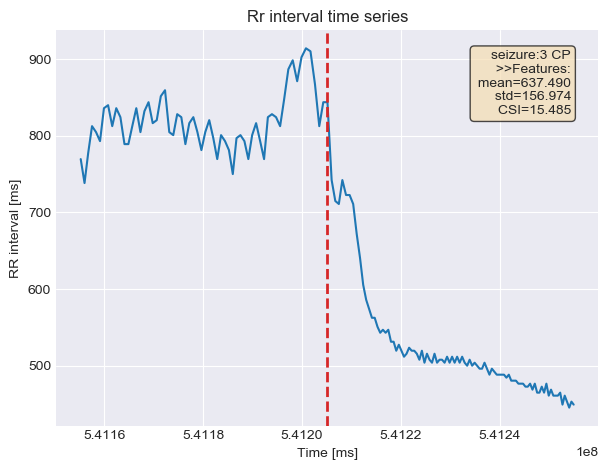 Rr interval time series
seizure:3 CP
>>Features:
mean=637.490
std=156.974
CSI=15.485
RR interval [ms]
900
800
700
600
500
5.4116 5.4118 5.4120 5.4122 5.4124
1e8
Time [ms]